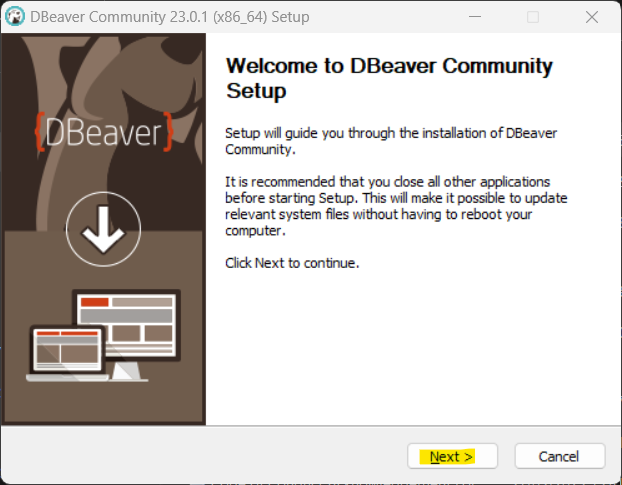 DBeaver Community 23.0.1 (x86_64) Setup
{DBeaver}
Welcome to DBeaver Community
Setup
Setup will guide you through the installation of DBeaver
Community.
It is recommended that you close all other applications
before starting Setup. This will make it possible to update
relevant system files without having to reboot your
computer.
Click Next to continue.
Next >
Cancel